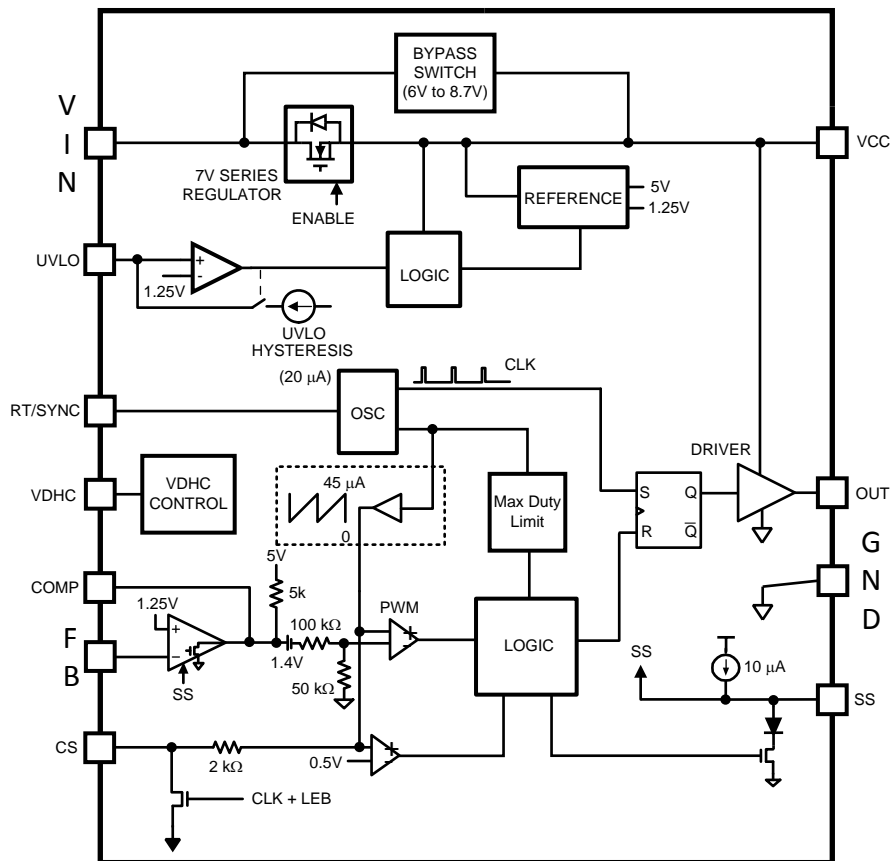 BYPASS
SWITCH
(6V to 8.7V)
V
I
N
VCC
7V SERIES
REGULATOR
ENABLE
REFERENCE
5V
1.25V
UVLO
+
-
1.25V
LOGIC
UVLO
HYSTERESIS
(20 μA)
CLK
RT/SYNC
OSC
DRIVER
VDHC
VDHC
CONTROL
45 μA
0
Max Duty
Limit
S
Q
R
Q̅
OUT
G
N
D
COMP
5V
5k
1.25V
+
−
F
B
SS
1.4V
100 kΩ
50 kΩ
PWM
+
-
LOGIC
SS
10 μA
SS
CS
2 kΩ
0.5V
+
-
CLK + LEB